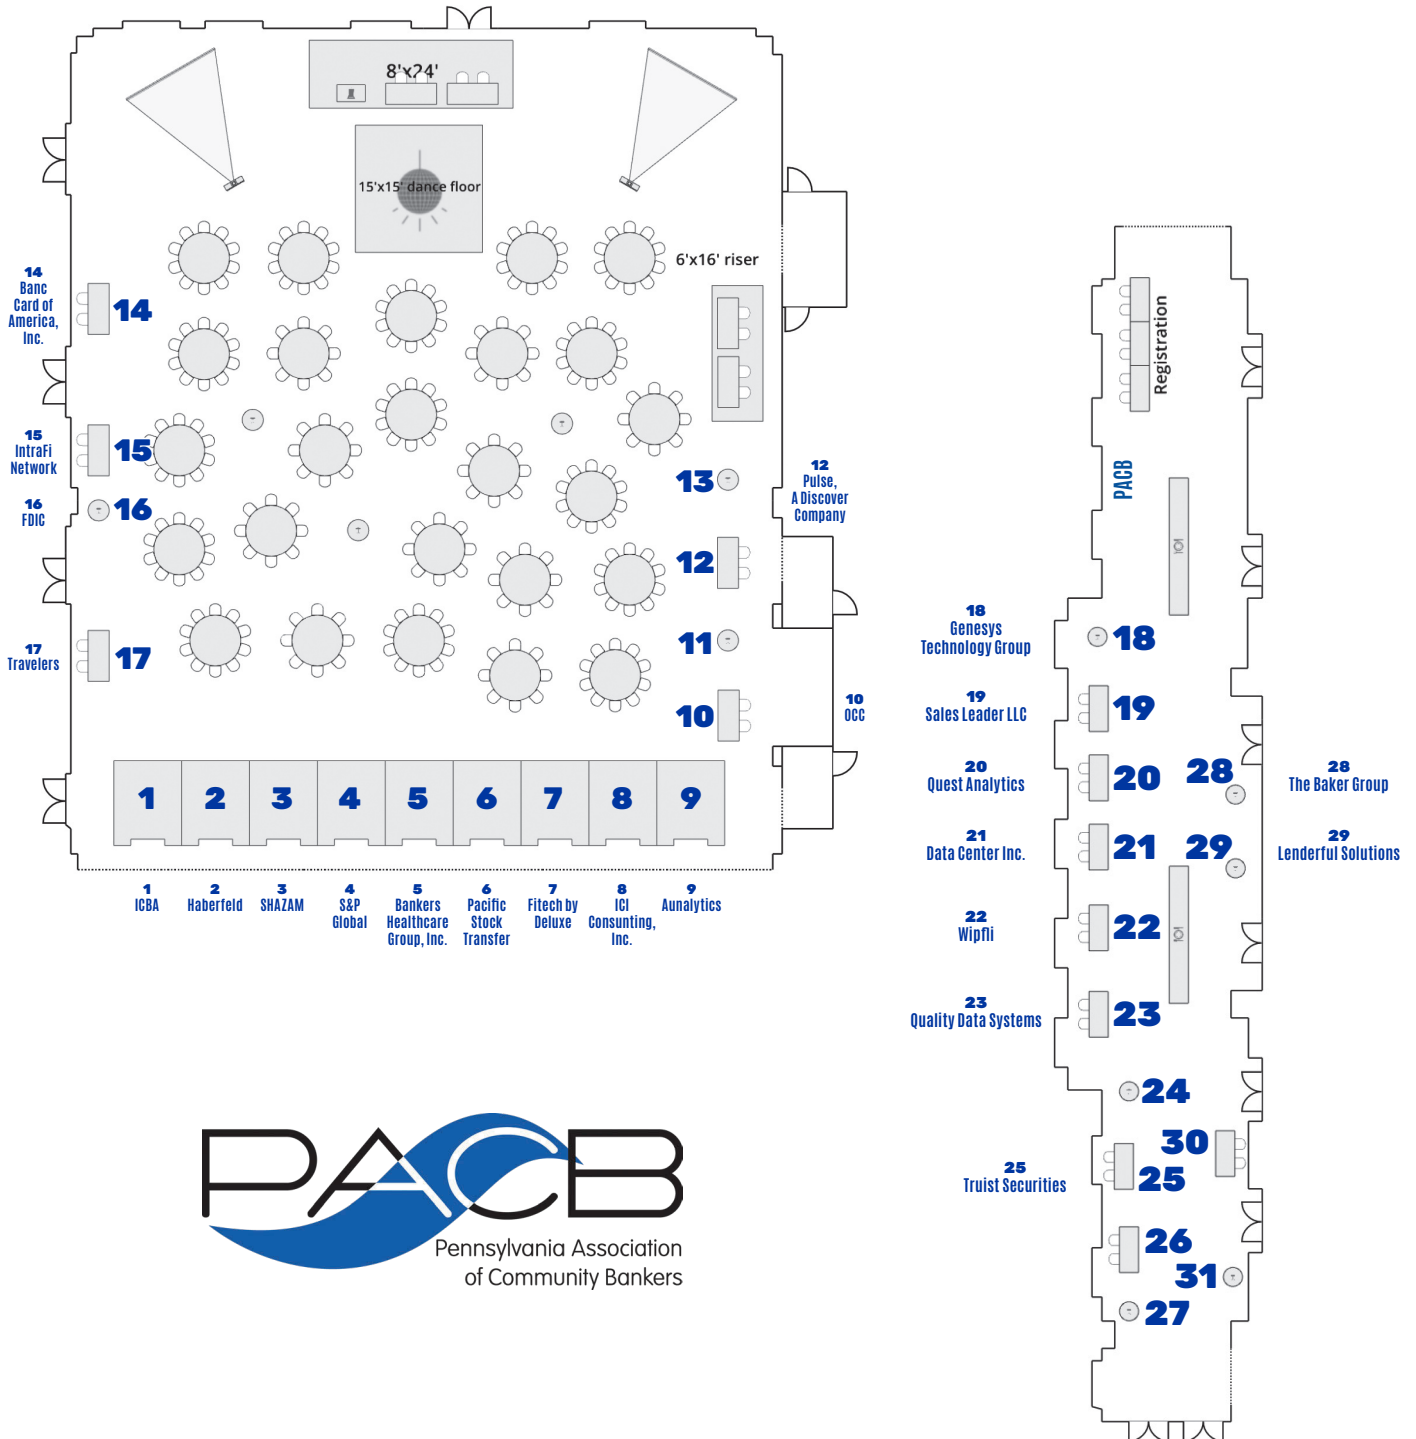 8'x24'
15'x15' dance floor
6'x16' riser
14
Banc
Card of
America,
Inc.
14
15
IntraFi
Network
15
16
FDIC
16
17
Travelers
17
13
12
Pulse,
A Discover
Company
12
11
10
10
OCC
1
2
3
4
5
6
7
8
9
1
ICBA
2
Haberfeld
3
SHAZAM
4
S&P
Global
5
Bankers
Healthcare
Group, Inc.
6
Pacific
Stock
Transfer
7
Fitech by
Deluxe
8
ICI
Consunting,
Inc.
9
Aunalytics
PACB
Pennsylvania Association
of Community Bankers
Registration
PACB
18
Genesys
Technology Group
18
19
Sales Leader LLC
19
20
Quest Analytics
20
28
28
The Baker Group
21
Data Center Inc.
21
29
29
Lenderful Solutions
22
Wipfli
22
23
Quality Data Systems
23
24
30
25
Truist Securities
25
26
31
27